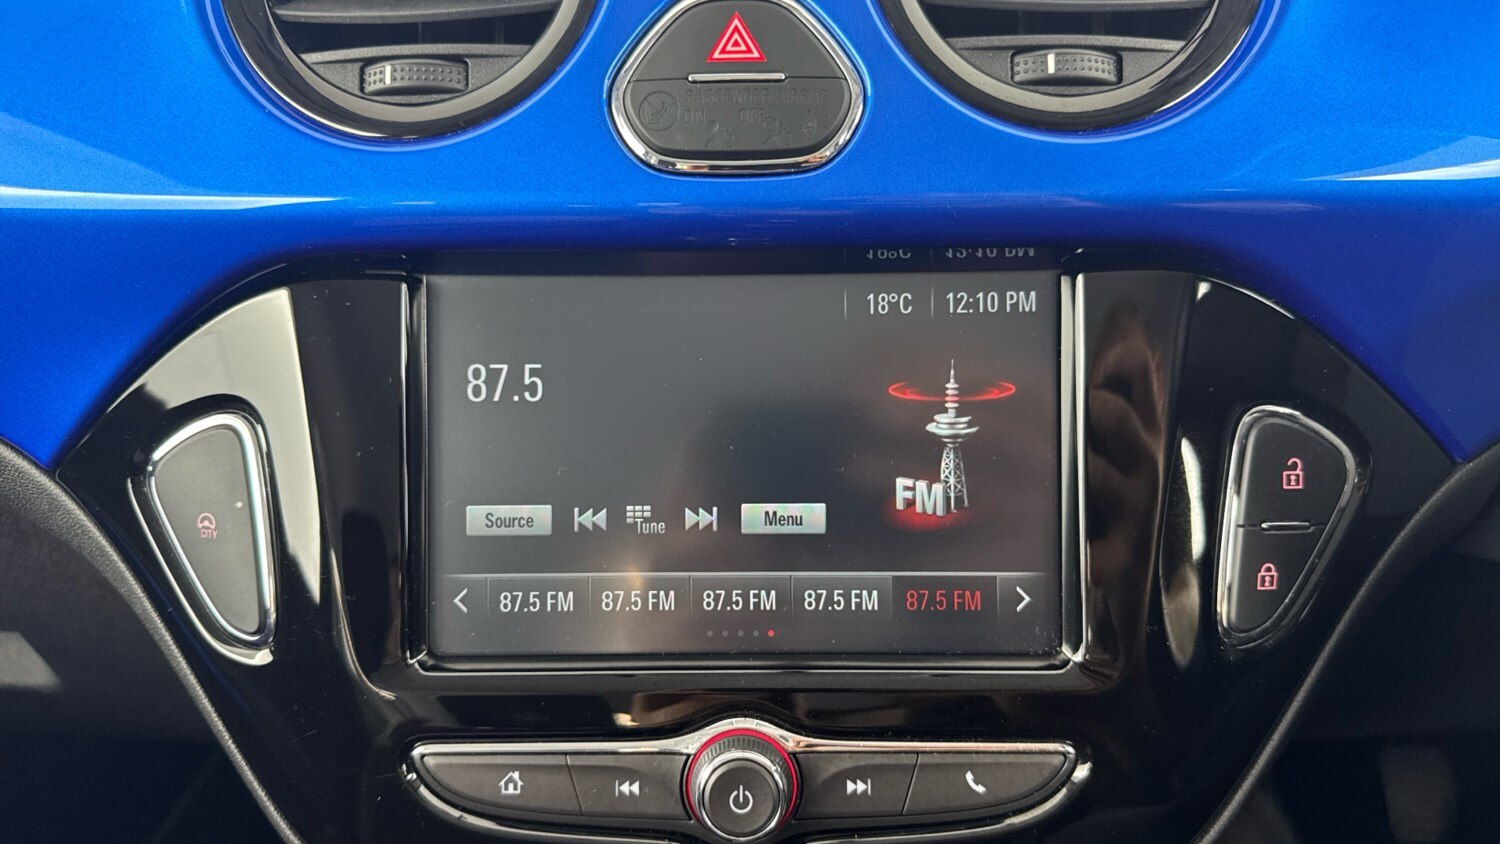 PASSENGER AIRBAG
ON OFF
18°C 12:10 PM
87.5
FM
Source Tune Menu
87.5 FM 87.5 FM 87.5 FM 87.5 FM 87.5 FM
CITY